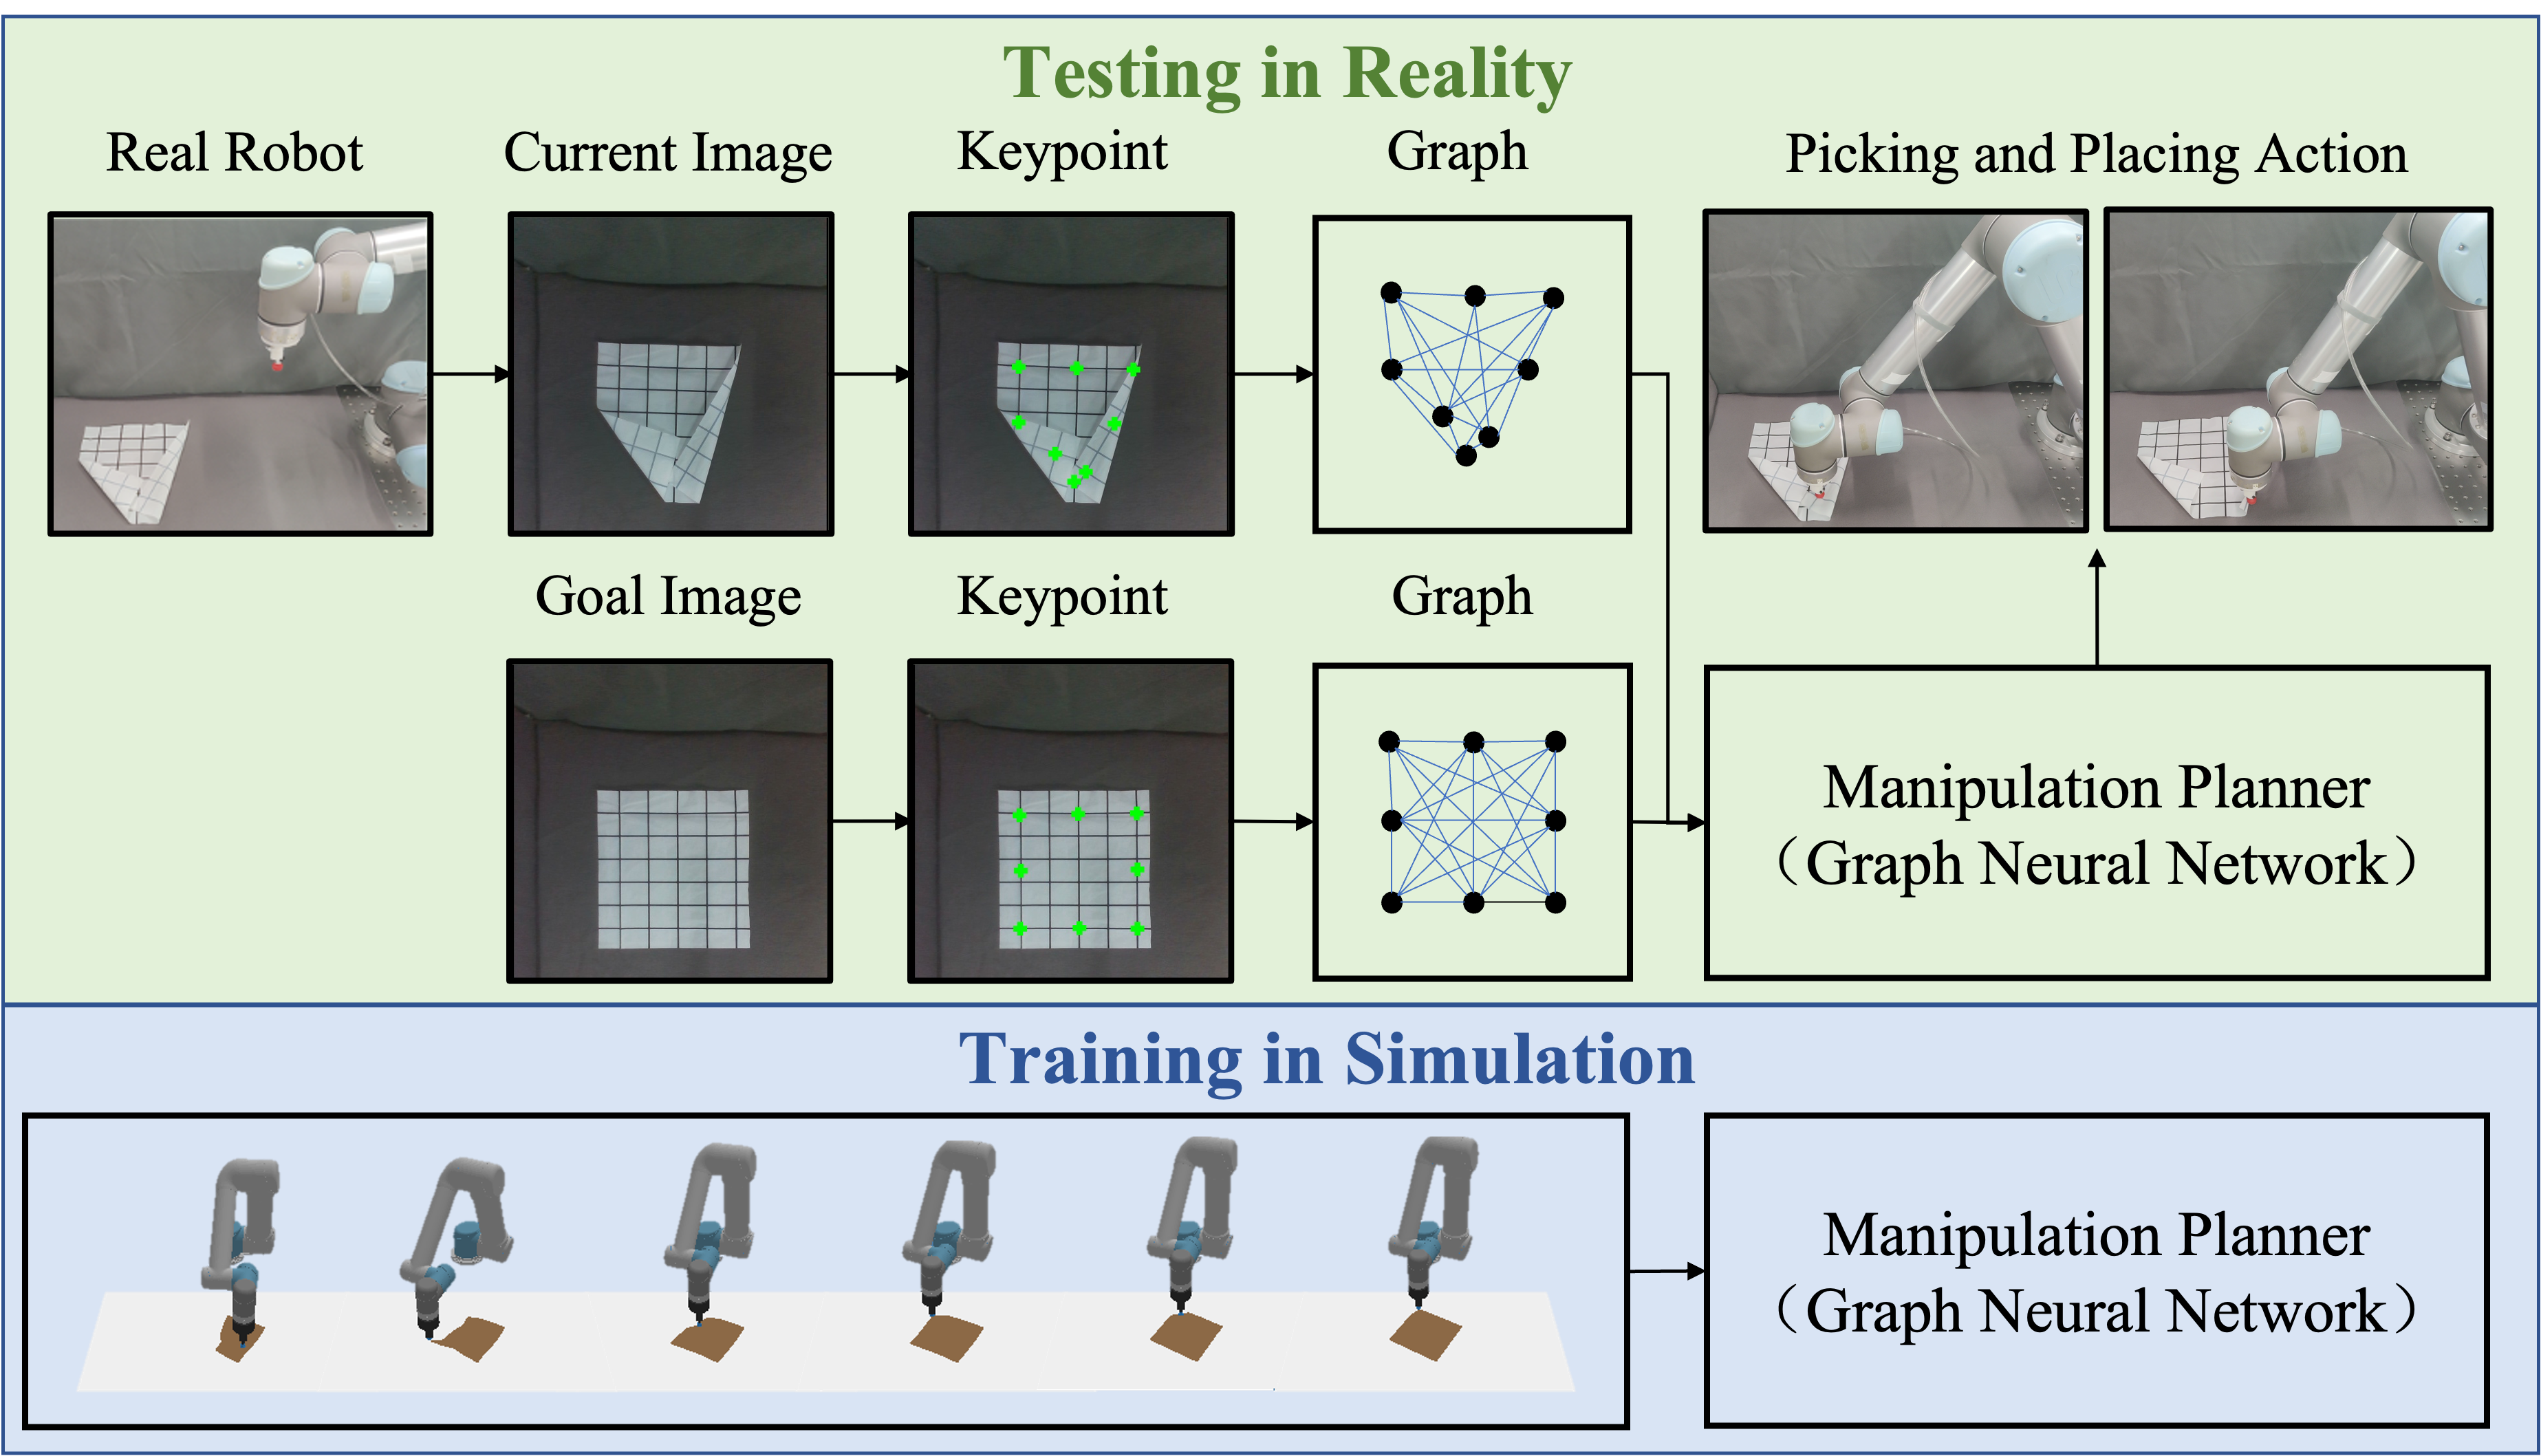 Testing in Reality
Real Robot
Current Image
Keypoint
Graph
Picking and Placing Action
Goal Image
Keypoint
Graph
Manipulation Planner
（Graph Neural Network）
Training in Simulation
Manipulation Planner
（Graph Neural Network）